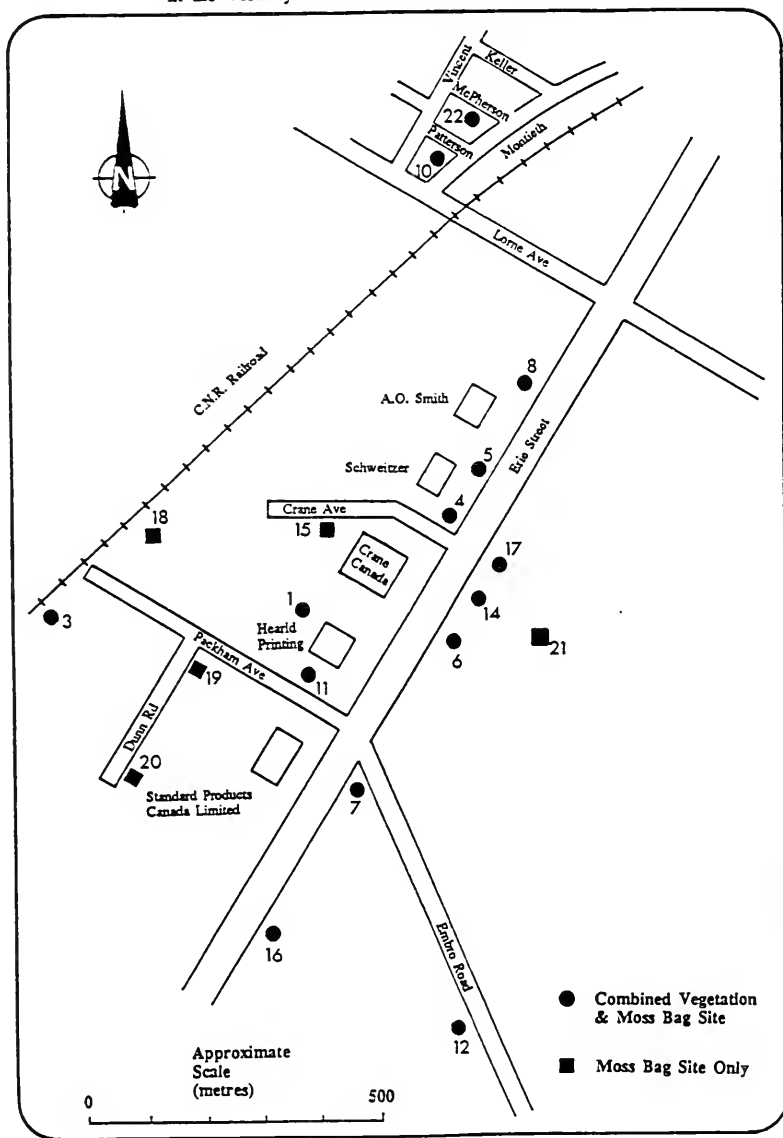 Vincent
Keller
McPherson
22
Patterson
10
Montieth
N
Lorne Ave
C.N.R. Railroad
8
A.O. Smith
Erie Street
5
Schweitzer
4
Crane Ave
18
15
Crane
Canada
17
14
1
3
Hearld
Printing
6
21
Packham Ave
11
19
Dunn Rd
20
Standard Products
Canada Limited
7
16
Embro Road
12
Combined Vegetation
& Moss Bag Site
Moss Bag Site Only
Approximate
Scale
(metres)
0
500